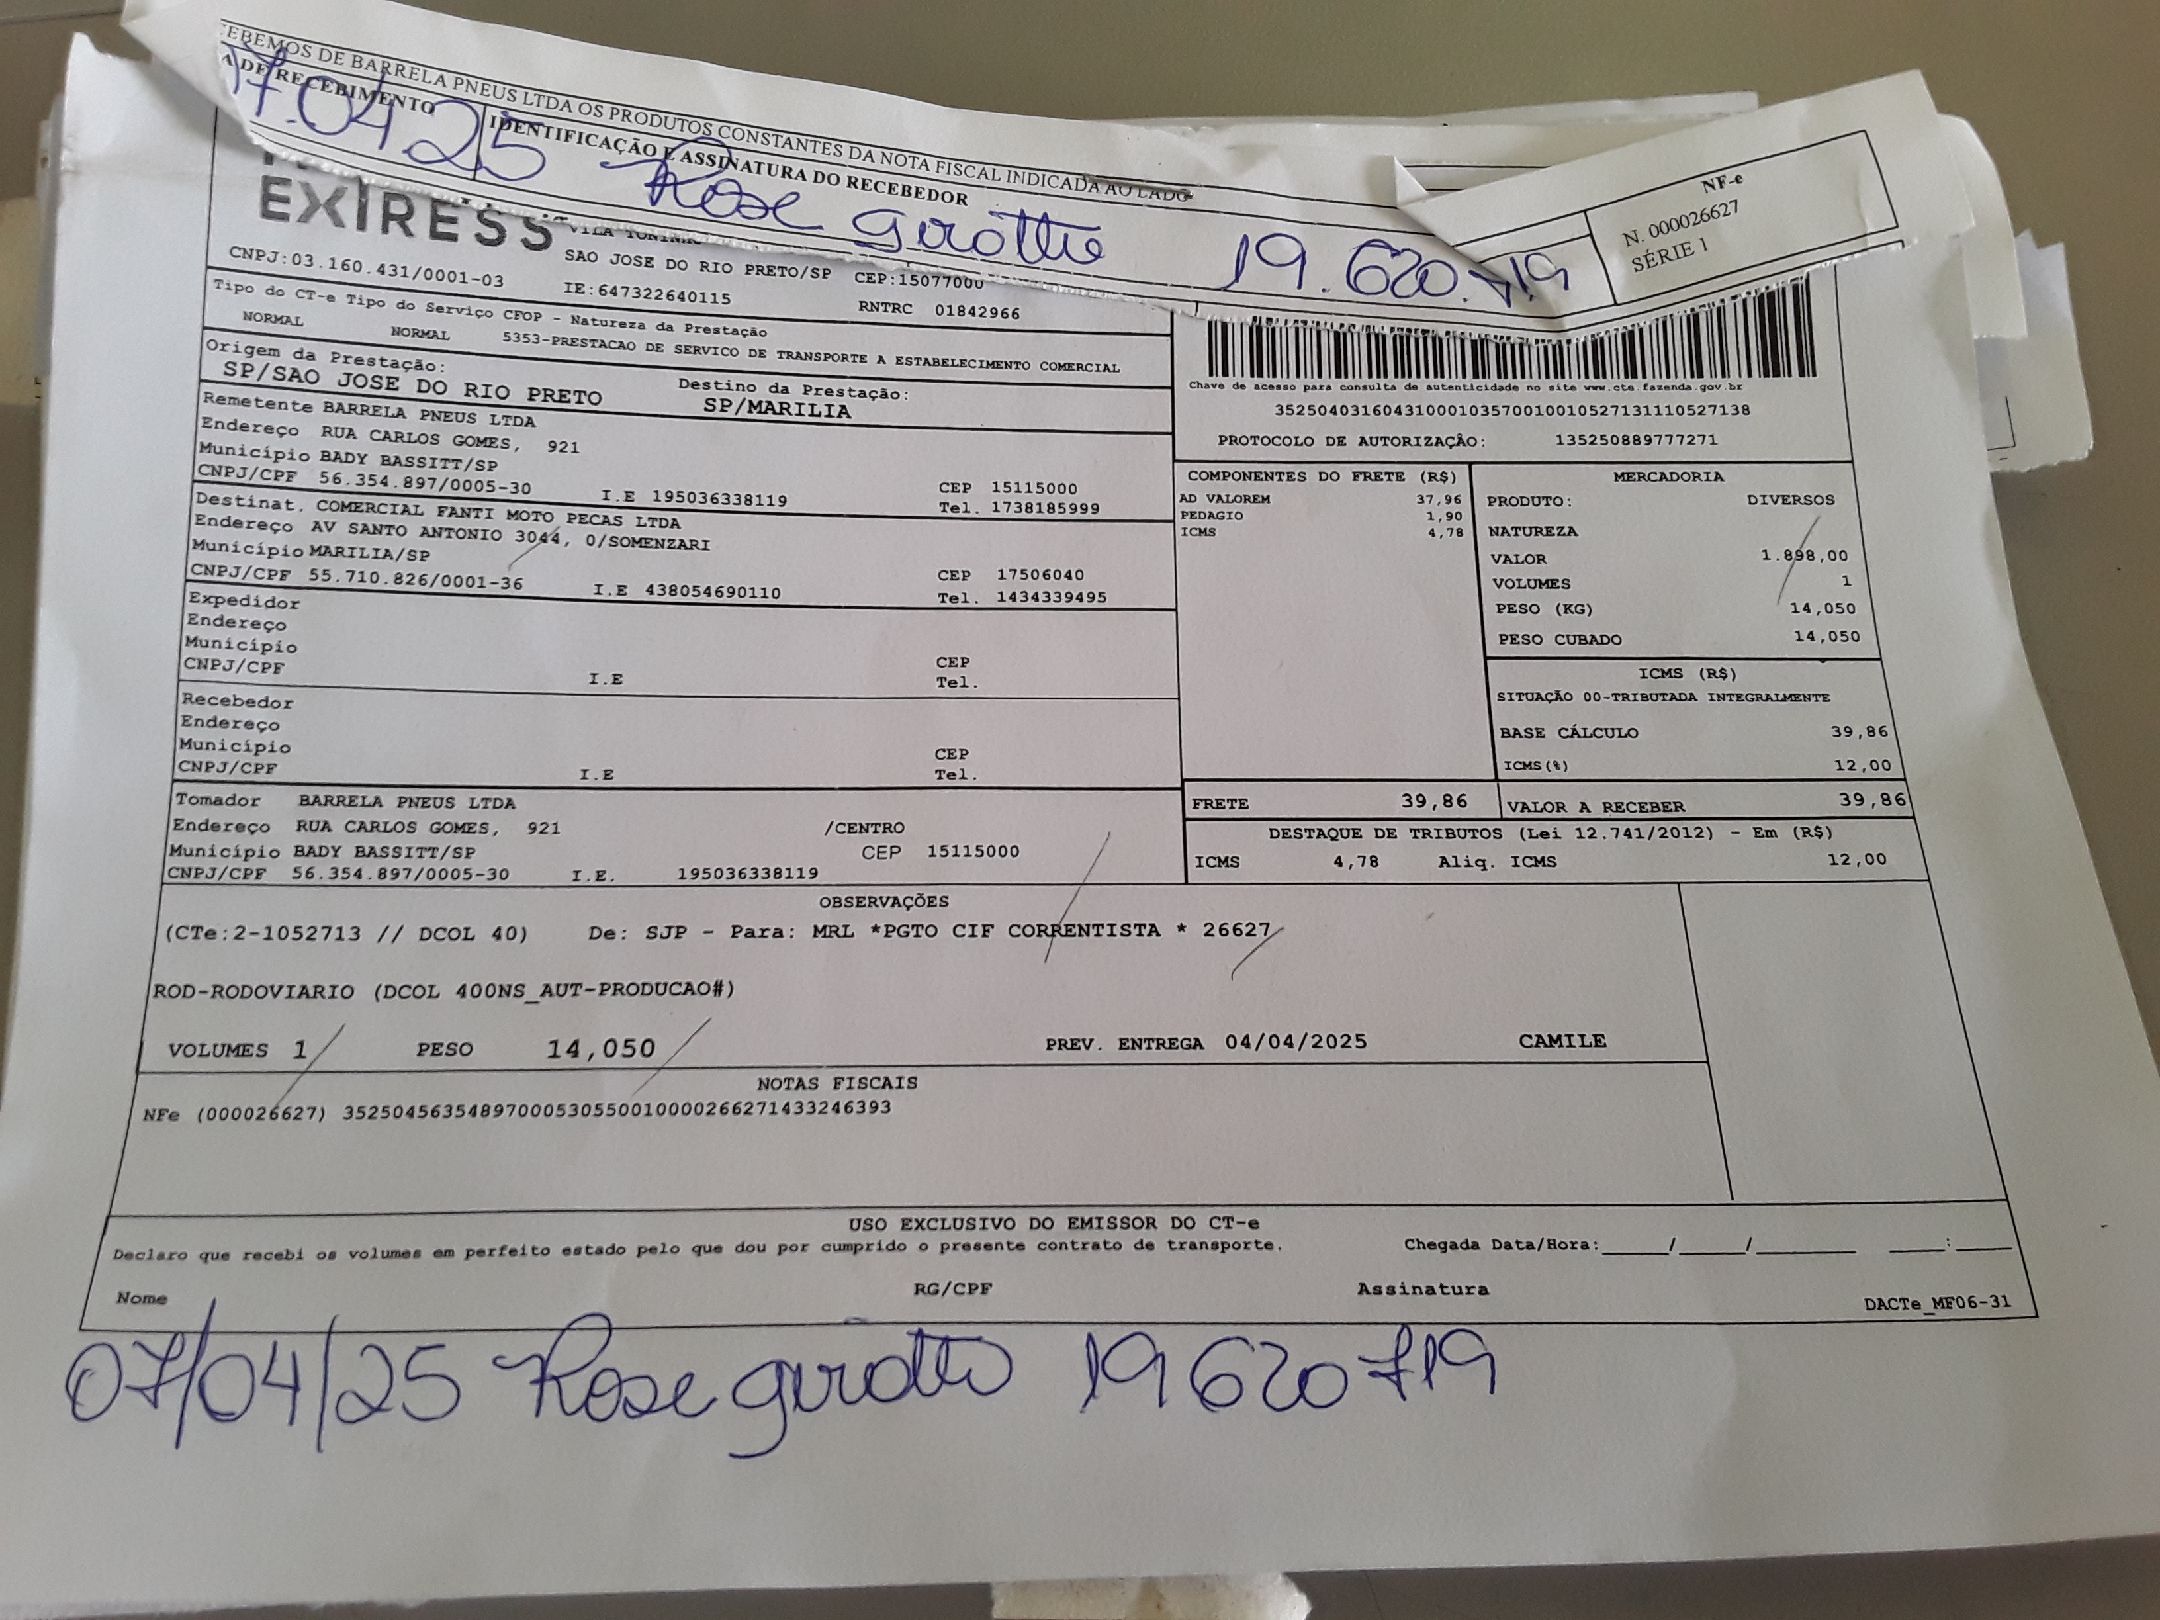 EBEMOS DE BARRELA PNEUS LTDA OS PRODUTOS CONSTANTES DA NOTA FISCAL INDICADA AO LADO
A DE RECEBIMENTO
IDENTIFICAÇÃO E ASSINATURA DO RECEBEDOR
7.04 25 Rose Girotto 19.620.719
NF-e
N. 000026627
SÉRIE 1
EXPRESS
VILA TONINHO
SAO JOSE DO RIO PRETO/SP CEP:15077000
CNPJ:03.160.431/0001-03 IE:647322640115 RNTRC 01842966
Tipo do CT-e Tipo do Serviço CFOP - Natureza da Prestação
NORMAL NORMAL 5353-PRESTACAO DE SERVICO DE TRANSPORTE A ESTABELECIMENTO COMERCIAL
Origem da Prestação: Destino da Prestação:
SP/SAO JOSE DO RIO PRETO SP/MARILIA
Chave de acesso para consulta de autenticidade no site www.cte.fazenda.gov.br
35250403160431000103570010010527131110527138
PROTOCOLO DE AUTORIZAÇÂO: 135250889777271
Remetente BARRELA PNEUS LTDA
Endereço RUA CARLOS GOMES, 921
Município BADY BASSITT/SP CEP 15115000
CNPJ/CPF 56.354.897/0005-30 I.E 195036338119 Tel. 1738185999
Destinat. COMERCIAL FANTI MOTO PECAS LTDA
Endereço AV SANTO ANTONIO 3044, 0/SOMENZARI
Município MARILIA/SP CEP 17506040
CNPJ/CPF 55.710.826/0001-36 I.E 438054690110 Tel. 1434339495
Expedidor
Endereço
Município CEP
CNPJ/CPF I.E Tel.
Recebedor
Endereço
Município CEP
CNPJ/CPF I.E Tel.
Tomador BARRELA PNEUS LTDA
Endereço RUA CARLOS GOMES, 921 /CENTRO
Município BADY BASSITT/SP CEP 15115000
CNPJ/CPF 56.354.897/0005-30 I.E. 195036338119
COMPONENTES DO FRETE (R$)
AD VALOREM 37,96
PEDAGIO 1,90
ICMS 4,78
MERCADORIA
PRODUTO: DIVERSOS
NATUREZA
VALOR 1.898,00
VOLUMES 1
PESO (KG) 14,050
PESO CUBADO 14,050
ICMS (R$)
SITUAÇÃO 00-TRIBUTADA INTEGRALMENTE
BASE CÁLCULO 39,86
ICMS(%) 12,00
FRETE 39,86 VALOR A RECEBER 39,86
DESTAQUE DE TRIBUTOS (Lei 12.741/2012) - Em (R$)
ICMS 4,78 Aliq. ICMS 12,00
OBSERVAÇÕES
(CTe:2-1052713 // DCOL 40) De: SJP - Para: MRL *PGTO CIF CORRENTISTA * 26627
ROD-RODOVIARIO (DCOL 400NS_AUT-PRODUCAO#)
VOLUMES 1 PESO 14,050 PREV. ENTREGA 04/04/2025 CAMILE
NOTAS FISCAIS
NFe (000026627) 35250456354897000530550010000266271433246393
USO EXCLUSIVO DO EMISSOR DO CT-e
Declaro que recebi os volumes em perfeito estado pelo que dou por cumprido o presente contrato de transporte. Chegada Data/Hora:_____/_____/________ ____:_____
Nome RG/CPF Assinatura
DACTe_MF06-31
07/04/25 Rose Girotto 19 620 719